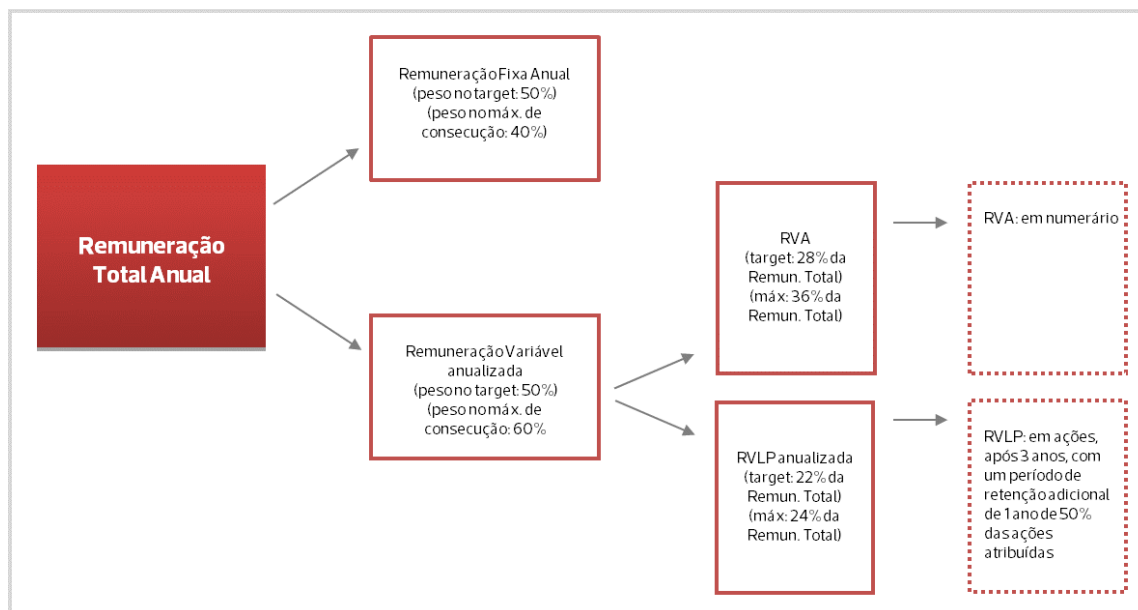 Remuneração
Total Anual
Remuneração Fixa Anual
(peso no target: 50%)
(peso no máx. de
consecução: 40%)
Remuneração Variável
anualizada
(peso no target: 50%)
(peso no máx. de
consecução: 60%
RVA
(target: 28% da
Remun. Total)
(máx: 36% da
Remun. Total)
RVA: em numerário
RVLP anualizada
(target: 22% da
Remun. Total)
(máx: 24% da
Remun. Total)
RVLP: em ações,
após 3 anos, com
um período de
retenção adicional
de 1 ano de 50%
das ações
atribuídas